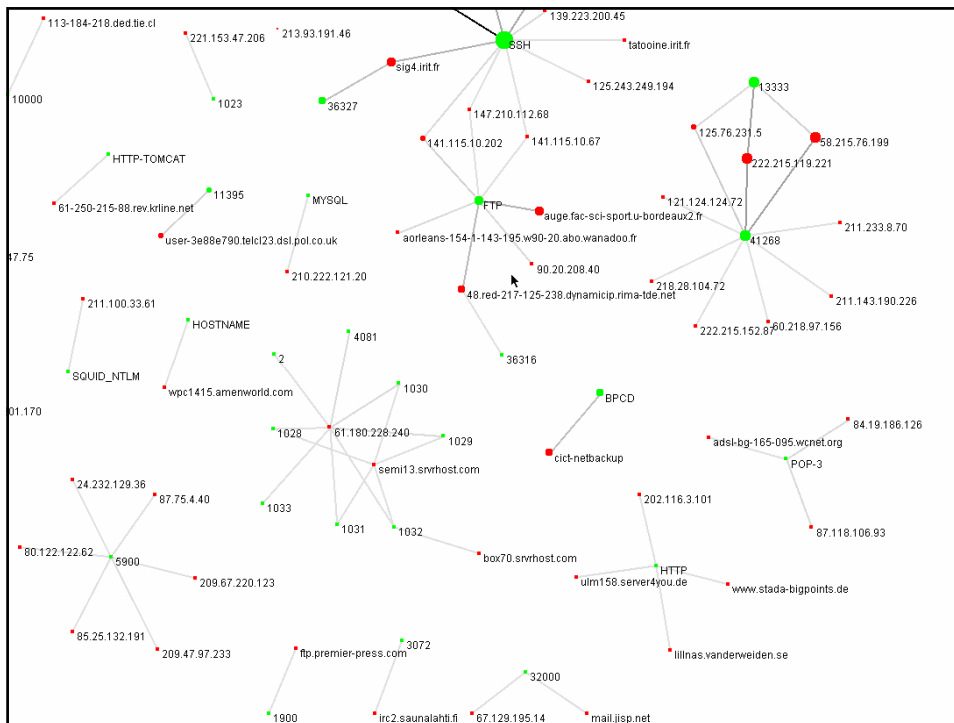 139.223.200.45
113-184-218.ded.tie.cl
221.153.47.206
213.93.191.46
SSH
tatooine.irit.fr
sig4.irit.fr
125.243.249.194
13333
10000
1023
36327
147.210.112.68
125.76.231.5
58.215.76.199
141.115.10.202
141.115.10.67
HTTP-TOMCAT
222.215.119.221
11395
MYSQL
121.124.124.72
61-250-215-88.rev.krline.net
FTP
auge.fac-sci-sport.u-bordeaux2.fr
211.233.8.70
user-3e88e790.telcl23.dsl.pol.co.uk
aorleans-154-1-143-195.w90-20.abo.wanadoo.fr
41268
47.75
210.222.121.20
90.20.208.40
218.28.104.72
48.red-217-125-238.dynamicip.rima-tde.net
211.143.190.226
211.100.33.61
HOSTNAME
222.215.152.87
60.218.97.156
4081
2
36316
SQUID_NTLM
wpc1415.amenworld.com
1030
BPCD
01.170
84.19.186.126
1028
61.180.228.240
1029
adsl-bg-165-095.wcnet.org
cict-netbackup
POP-3
semi13.srvrhost.com
24.232.129.36
87.75.4.40
202.116.3.101
1033
1031
1032
87.118.106.93
80.122.122.62
5900
box70.srvrhost.com
HTTP
209.67.220.123
ulm158.server4you.de
www.stada-bigpoints.de
85.25.132.191
209.47.97.233
ftp.premier-press.com
3072
lillnas.vanderweiden.se
32000
1900
irc2.saunalahti.fi
67.129.195.14
mail.jisp.net